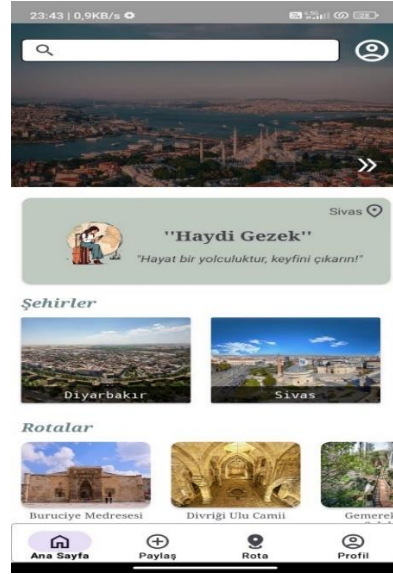 23:43 | 0,9KB/s
Sivas
"Haydi Gezek"
"Hayat bir yolculuktur, keyfini çıkarın!"
Şehirler
Diyarbakır
Sivas
Rotalar
Buruciye Medresesi
Divriği Ulu Camii
Gemerek
Ana Sayfa
Paylaş
Rota
Profil